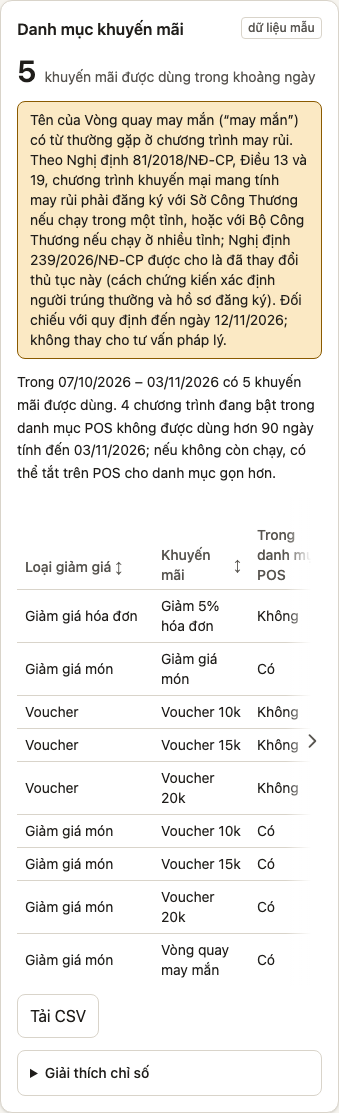 Danh mục khuyến mãi
dữ liệu mẫu
5 khuyến mãi được dùng trong khoảng ngày
Tên của Vòng quay may mắn (“may mắn”)
có từ thường gặp ở chương trình may rủi.
Theo Nghị định 81/2018/NĐ-CP, Điều 13 và
19, chương trình khuyến mại mang tính
may rủi phải đăng ký với Sở Công Thương
nếu chạy trong một tỉnh, hoặc với Bộ Công
Thương nếu chạy ở nhiều tỉnh; Nghị định
239/2026/NĐ-CP được cho là đã thay đổi
thủ tục này (cách chứng kiến xác định
người trúng thưởng và hồ sơ đăng ký). Đối
chiếu với quy định đến ngày 12/11/2026;
không thay cho tư vấn pháp lý.
Trong 07/10/2026 – 03/11/2026 có 5 khuyến
mãi được dùng. 4 chương trình đang bật trong
danh mục POS không được dùng hơn 90 ngày
tính đến 03/11/2026; nếu không còn chạy, có
thể tắt trên POS cho danh mục gọn hơn.
Loại giảm giá ↕ Khuyến mãi ↕ Trong danh mục POS
Giảm giá hóa đơn Giảm 5% hóa đơn Không
Giảm giá món Giảm giá món Có
Voucher Voucher 10k Không
Voucher Voucher 15k Không
Voucher Voucher 20k Không
Giảm giá món Voucher 10k Có
Giảm giá món Voucher 15k Có
Giảm giá món Voucher 20k Có
Giảm giá món Vòng quay may mắn Có
Tải CSV
▶ Giải thích chỉ số